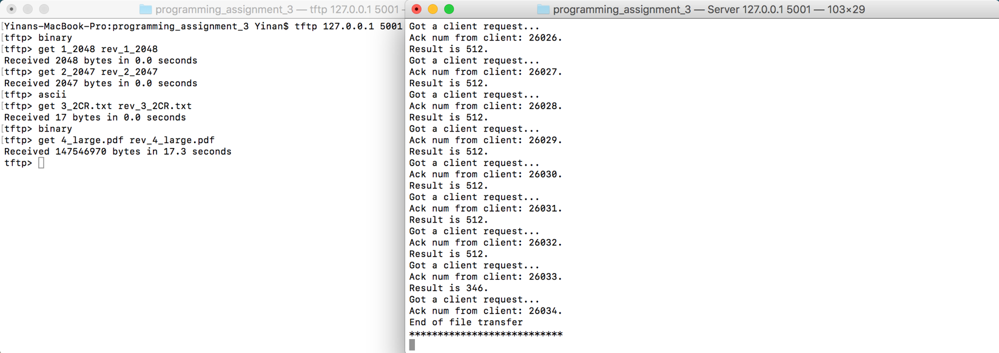 programming_assignment_3 — tftp 127.0.0.1 5001 —
Yinans-MacBook-Pro:programming_assignment_3 Yinan$ tftp 127.0.0.1 5001
[tftp> binary
[tftp> get 1_2048 rev_1_2048
Received 2048 bytes in 0.0 seconds
[tftp> get 2_2047 rev_2_2047
Received 2047 bytes in 0.0 seconds
[tftp> ascii
[tftp> get 3_2CR.txt rev_3_2CR.txt
Received 17 bytes in 0.0 seconds
[tftp> binary
[tftp> get 4_large.pdf rev_4_large.pdf
Received 147546970 bytes in 17.3 seconds
tftp>
programming_assignment_3 — Server 127.0.0.1 5001 — 103×29
Got a client request...
Ack num from client: 26026.
Result is 512.
Got a client request...
Ack num from client: 26027.
Result is 512.
Got a client request...
Ack num from client: 26028.
Result is 512.
Got a client request...
Ack num from client: 26029.
Result is 512.
Got a client request...
Ack num from client: 26030.
Result is 512.
Got a client request...
Ack num from client: 26031.
Result is 512.
Got a client request...
Ack num from client: 26032.
Result is 512.
Got a client request...
Ack num from client: 26033.
Result is 346.
Got a client request...
Ack num from client: 26034.
End of file transfer
***************************